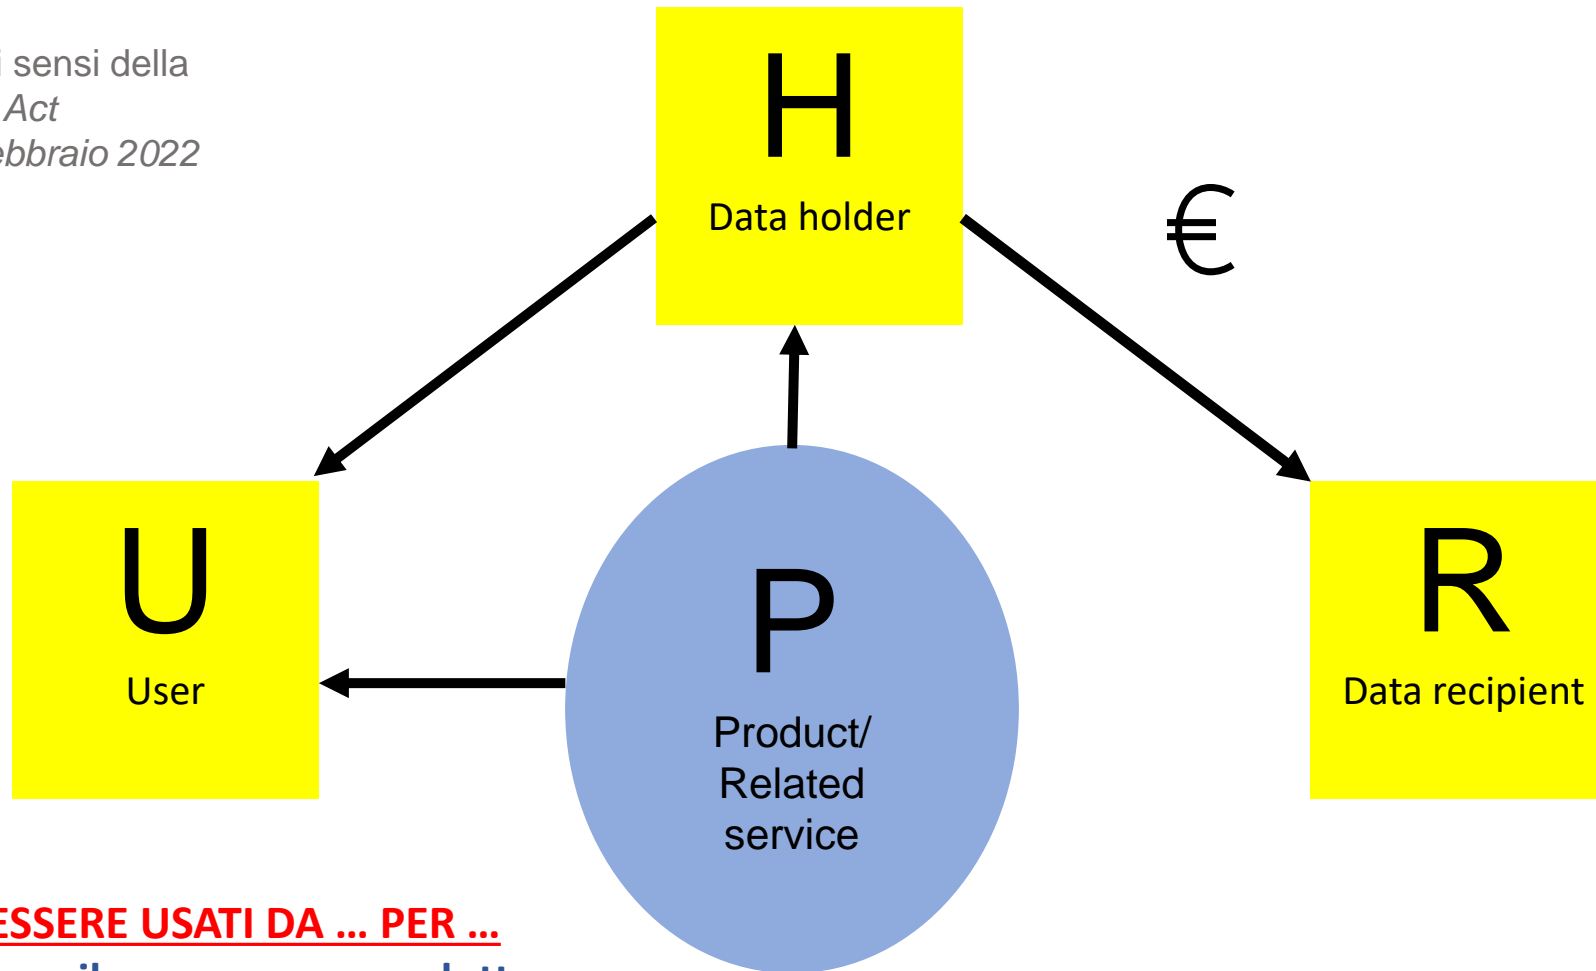 i sensi della
Act
ebbraio 2022
H
Data holder
€
U
User
P
Product/
Related
service
R
Data recipient
ESSERE USATI DA … PER …